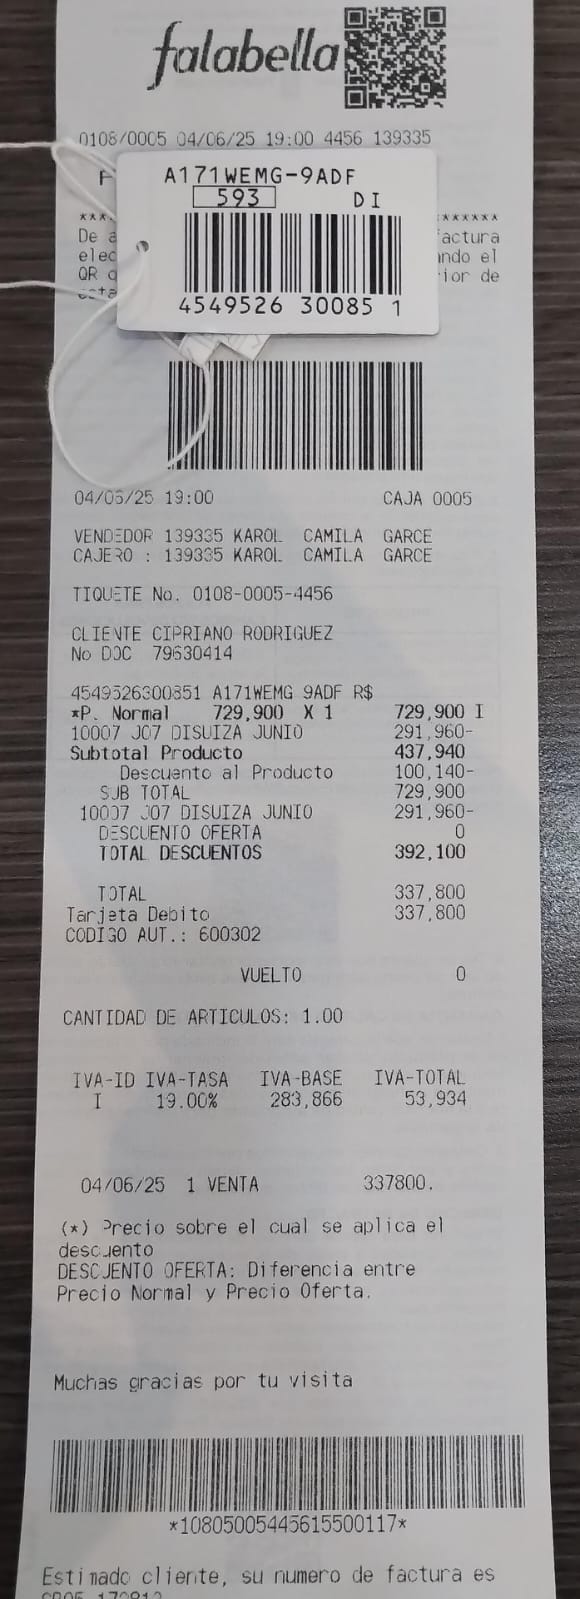 falabella
0108/0005 04/06/25 19:00 4456 139335
A171WEMG-9ADF
593 DI
4549526 30085 1
De
actura
elec
ando el
QR
ior de
04/06/25 19:00 CAJA 0005
VENDEDOR 139335 KAROL CAMILA GARCE
CAJERO : 139335 KAROL CAMILA GARCE
TIQUETE No. 0108-0005-4456
CLIENTE CIPRIANO RODRIGUEZ
No DOC 79630414
4549526300851 A171WEMG 9ADF R$
*P. Normal 729,900 X 1 729,900 I
10007 J07 DISUIZA JUNIO 291,960-
Subtotal Producto 437,940
Descuento al Producto 100,140-
SUB TOTAL 729,900
10007 J07 DISUIZA JUNIO 291,960-
DESCUENTO OFERTA 0
TOTAL DESCUENTOS 392,100
TOTAL 337,800
Tarjeta Debito 337,800
CODIGO AUT.: 600302
VUELTO 0
CANTIDAD DE ARTICULOS: 1.00
IVA-ID IVA-TASA IVA-BASE IVA-TOTAL
I 19.00% 283,866 53,934
04/06/25 1 VENTA 337800.
(*) Precio sobre el cual se aplica el
descuento
DESCUENTO OFERTA: Diferencia entre
Precio Normal y Precio Oferta.
Muchas gracias por tu visita
*10805005445615500117*
Estimado cliente, su numero de factura es